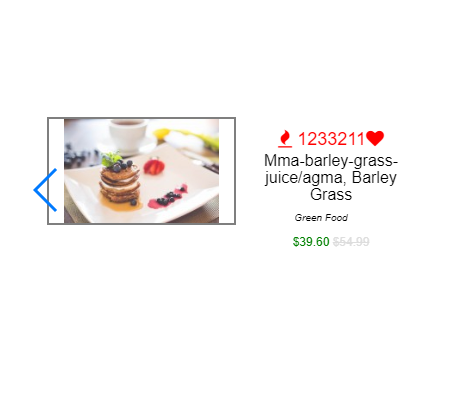 1233211
Mma-barley-grass-
juice/agma, Barley
Grass
Green Food
$39.60 $54.99